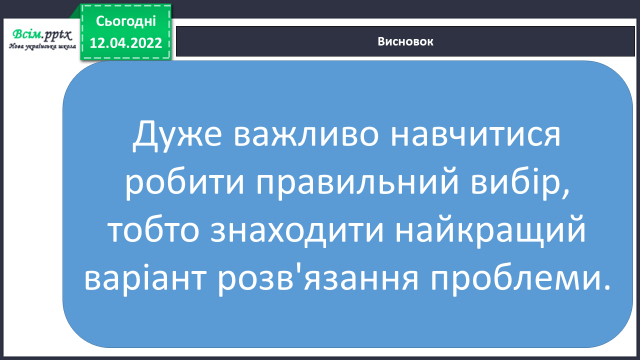 Всім.pptx
Нова українська школа
Сьогодні
12.04.2022
Висновок
Дуже важливо навчитися
робити правильний вибір,
тобто знаходити найкращий
варіант розв'язання проблеми.